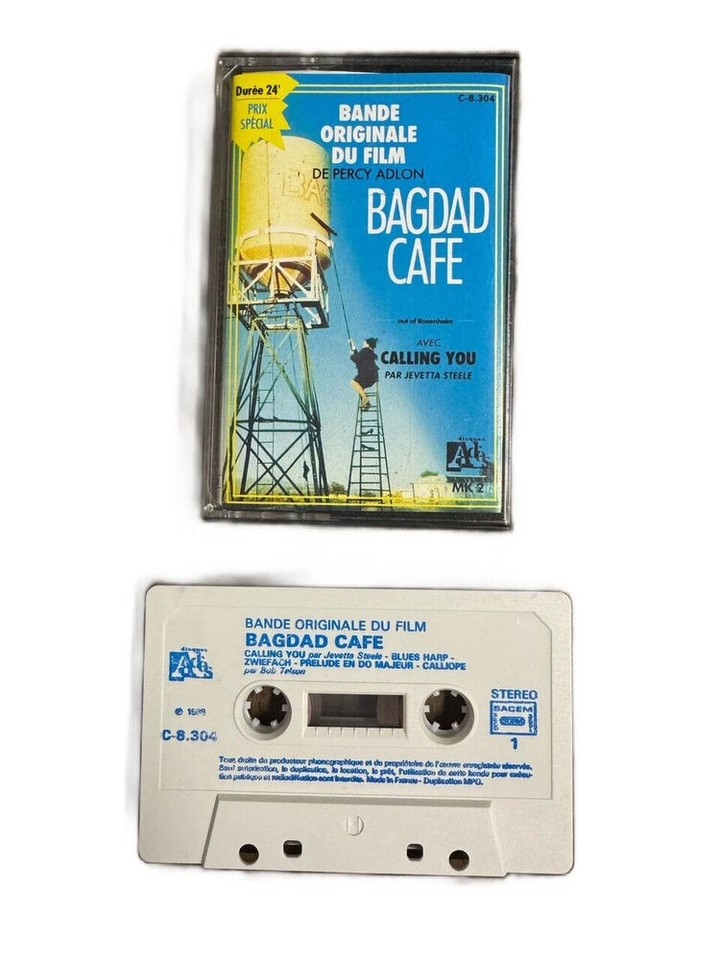 Durée 24'
PRIX
SPÉCIAL
C-8.304
BANDE
ORIGINALE
DU FILM
DE PERCY ADLON
BAGDAD
CAFE
out of Rosenheim
AVEC
CALLING YOU
PAR JEVETTA STEELE
disques
Adès
MK 2
BANDE ORIGINALE DU FILM
BAGDAD CAFE
CALLING YOU par Jevetta Steele - BLUES HARP -
ZWIEFACH - PRELUDE EN DO MAJEUR - CALLIOPE
par Bob Telson
disques
Adès
STEREO
SACEM
1
C-8.304
Tous droits du producteur phonographique et du propriétaire de l'œuvre enregistrée réservés.
Sauf autorisation, la duplication, la location, le prêt, l'utilisation de cette bande pour exécu-
tion publique et radiodiffusion sont interdits. Made in France - Duplication MPO.